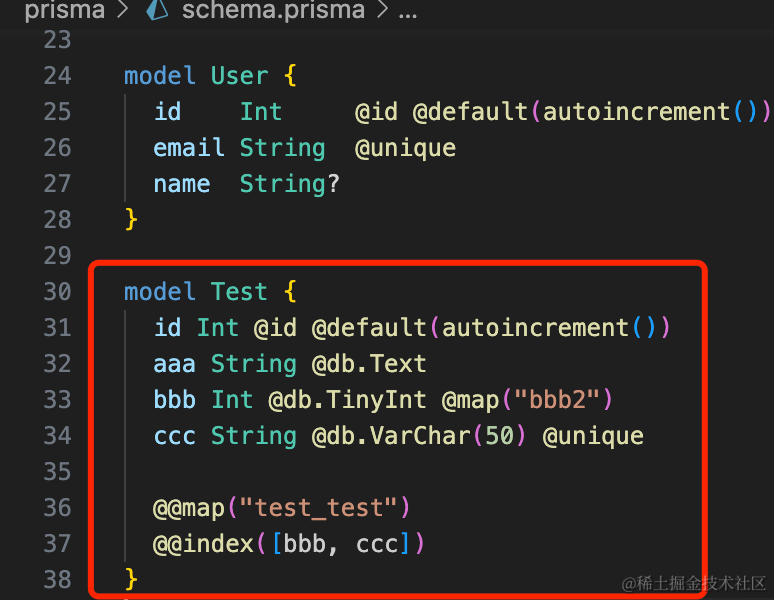 prisma > schema.prisma > ...
23
24 model User {
25 id Int @id @default(autoincrement())
26 email String @unique
27 name String?
28 }
29
30 model Test {
31 id Int @id @default(autoincrement())
32 aaa String @db.Text
33 bbb Int @db.TinyInt @map("bbb2")
34 ccc String @db.VarChar(50) @unique
35
36 @@map("test_test")
37 @@index([bbb, ccc])
38 }
@稀土掘金技术社区